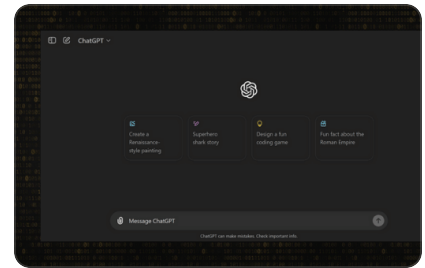 ChatGPT
Create a
Renaissance-
style painting
Superhero
shark story
Design a fun
coding game
Fun fact about the
Roman Empire
Message ChatGPT
ChatGPT can make mistakes. Check important info.